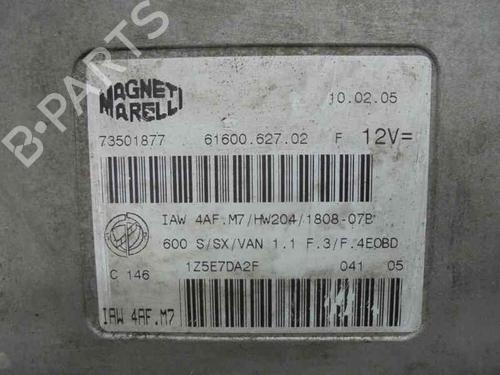 MAGNETI
MARELLI
10.02.05
73501877 61600.627.02 F 12V=
IAW 4AF.M7/HW204/1808-07B
600 S/SX/VAN 1.1 F.3/F.4EOBD
C 146 1Z5E7DA2F 041 05
IAW 4AF.M7
B-PARTS